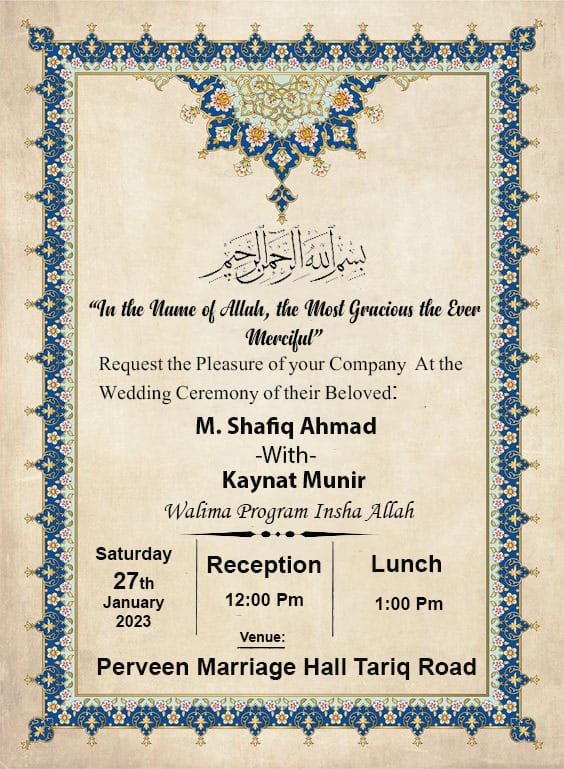 بسم الله الرحمن الرحيم
“In the Name of Allah, the Most Gracious the Ever
Merciful”
Request the Pleasure of your Company At the
Wedding Ceremony of their Beloved:
M. Shafiq Ahmad
-With-
Kaynat Munir
Walima Program Insha Allah
Saturday
27th
January
2023
Reception
12:00 Pm
Lunch
1:00 Pm
Venue:
Perveen Marriage Hall Tariq Road